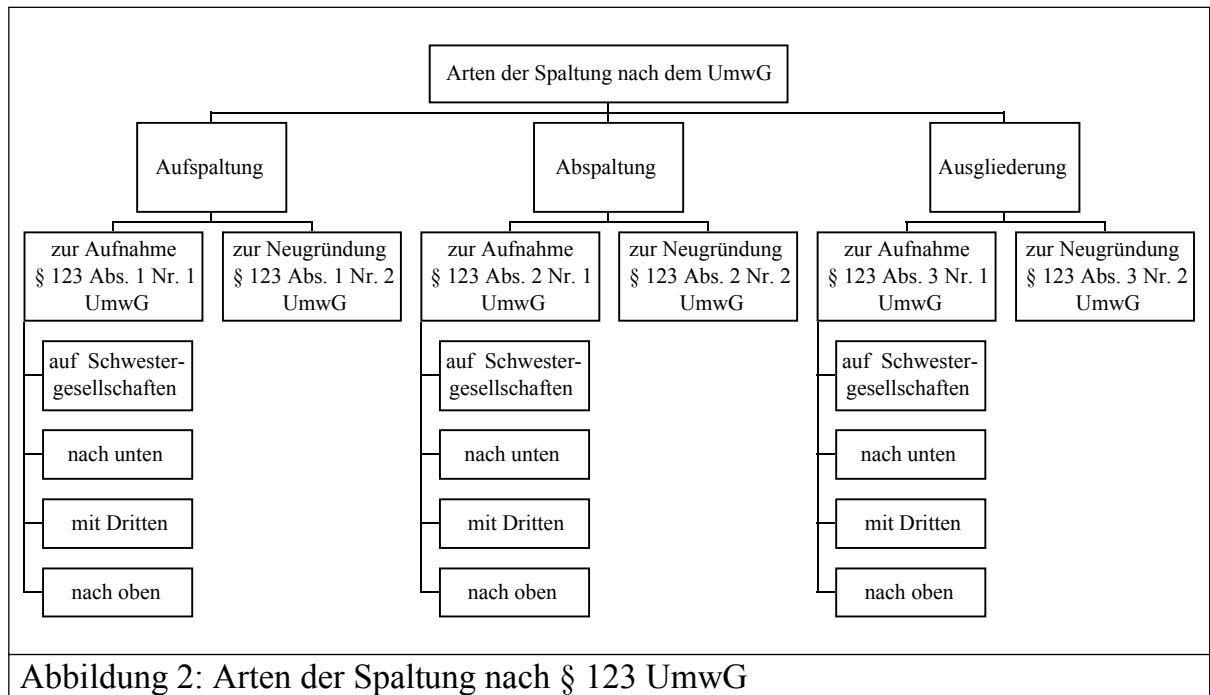 Arten der Spaltung nach dem UmwG
Aufspaltung
Abspaltung
Ausgliederung
zur Aufnahme
§ 123 Abs. 1 Nr. 1
UmwG
zur Neugründung
§ 123 Abs. 1 Nr. 2
UmwG
zur Aufnahme
§ 123 Abs. 2 Nr. 1
UmwG
zur Neugründung
§ 123 Abs. 2 Nr. 2
UmwG
zur Aufnahme
§ 123 Abs. 3 Nr. 1
UmwG
zur Neugründung
§ 123 Abs. 3 Nr. 2
UmwG
auf Schwester-
gesellschaften
nach unten
mit Dritten
nach oben
auf Schwester-
gesellschaften
nach unten
mit Dritten
nach oben
auf Schwester-
gesellschaften
nach unten
mit Dritten
nach oben
Abbildung 2: Arten der Spaltung nach § 123 UmwG